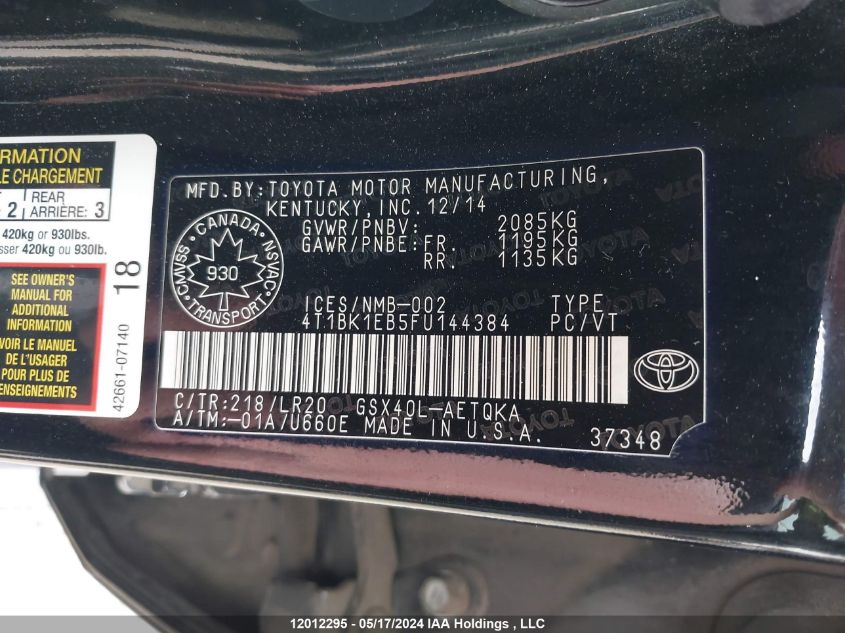 RMATION
E CHARGEMENT
2 REAR
ARRIÈRE: 3
420kg or 930lbs.
sser 420kg ou 930lb.
SEE OWNER'S
MANUAL FOR
ADDITIONAL
INFORMATION
VOIR LE MANUEL
DE L'USAGER
POUR PLUS DE
ENSEIGNEMENTS
42661-07140
18
MFD.BY:TOYOTA MOTOR MANUFACTURING,
KENTUCKY,INC.12/14
GVWR/PNBV: 2085KG
GAWR/PNBE:FR. 1195KG
RR. 1135KG
CANADA
CMVSS NSVAC
930
TRANSPORT
ICES/NMB-002 TYPE
4T1BK1EB5FU144384 PC/VT
C/TR:218/LR20 GSX40L-AETQKA
A/TM:-01A/U660E MADE IN U.S.A. 37348
12012295 - 05/17/2024 IAA Holdings , LLC